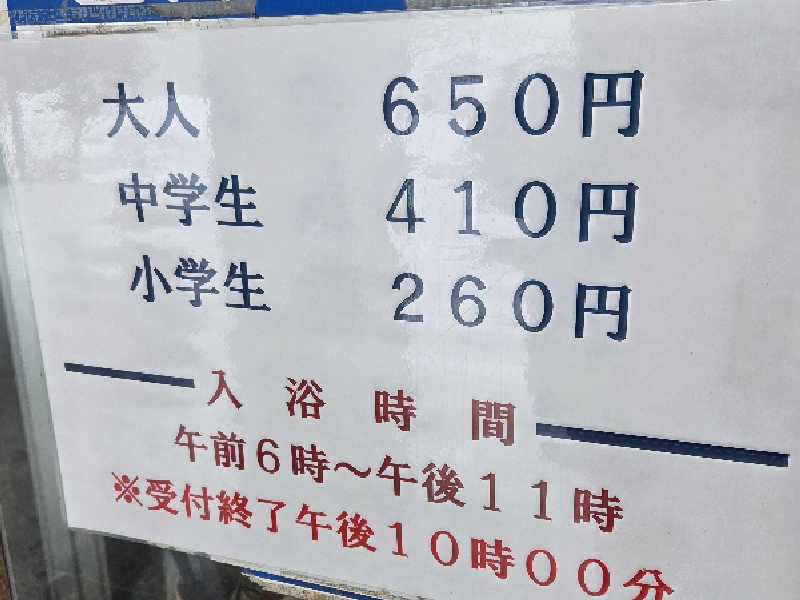 大人 650円
中学生 410円
小学生 260円
入浴時間
午前6時～午後11時
※受付終了午後10時00分